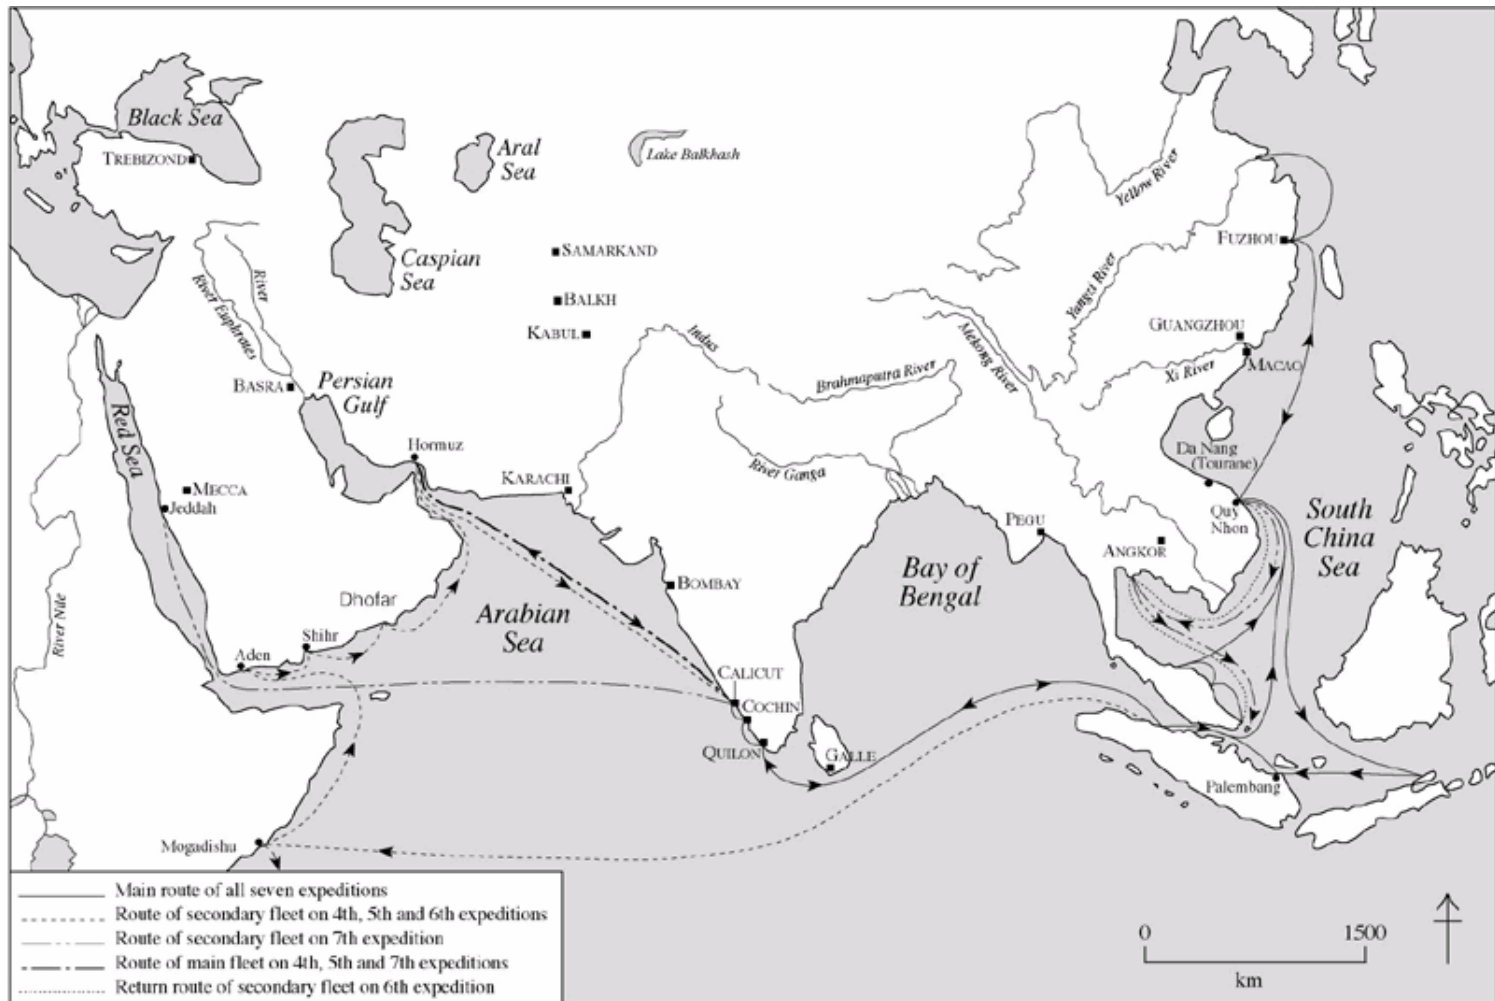 Black Sea
TREBIZOND
Aral
Sea
Lake Balkhash
Caspian
Sea
SAMARKAND
BALKH
KABUL
River
River Euphrates
BASRA
Persian
Gulf
Hormuz
Red Sea
MECCA
Jeddah
River Nile
KARACHI
Indus
Brahmaputra River
River Ganga
Mekong River
Yellow River
Yangzi River
FUZHOU
GUANGZHOU
Xi River
MACAO
Da Nang
(Tourane)
Quy
Nhon
South
China
Sea
PEGU
ANGKOR
Bay of
Bengal
BOMBAY
Arabian
Sea
Dhofar
Shihr
Aden
CALICUT
COCHIN
QUILON
GALLE
Palembang
Mogadishu
Main route of all seven expeditions
Route of secondary fleet on 4th, 5th and 6th expeditions
Route of secondary fleet on 7th expedition
Route of main fleet on 4th, 5th and 7th expeditions
Return route of secondary fleet on 6th expedition
0 1500
km